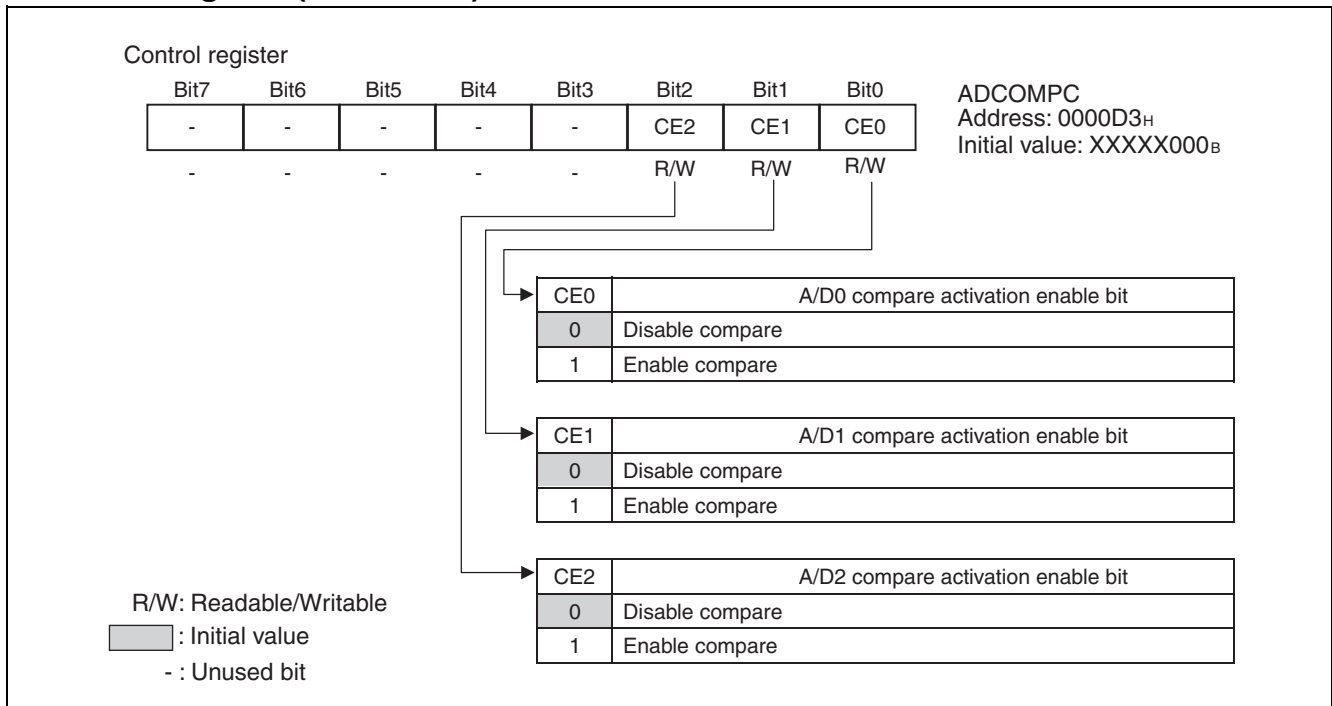 Control register
Bit7 Bit6 Bit5 Bit4 Bit3 Bit2 Bit1 Bit0
- - - - - CE2 CE1 CE0
- - - - - R/W R/W R/W
ADCOMPC
Address: 0000D3H
Initial value: XXXXX000B
CE0 A/D0 compare activation enable bit
0 Disable compare
1 Enable compare
CE1 A/D1 compare activation enable bit
0 Disable compare
1 Enable compare
CE2 A/D2 compare activation enable bit
0 Disable compare
1 Enable compare
R/W: Readable/Writable
: Initial value
- : Unused bit